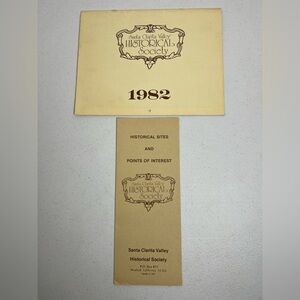 Santa Clarita Valley
HISTORICAL
Society
1982
HISTORICAL SITES
AND
POINTS OF INTEREST
Santa Clarita Valley
HISTORICAL
Society
Santa Clarita Valley
Historical Society
P.O. Box